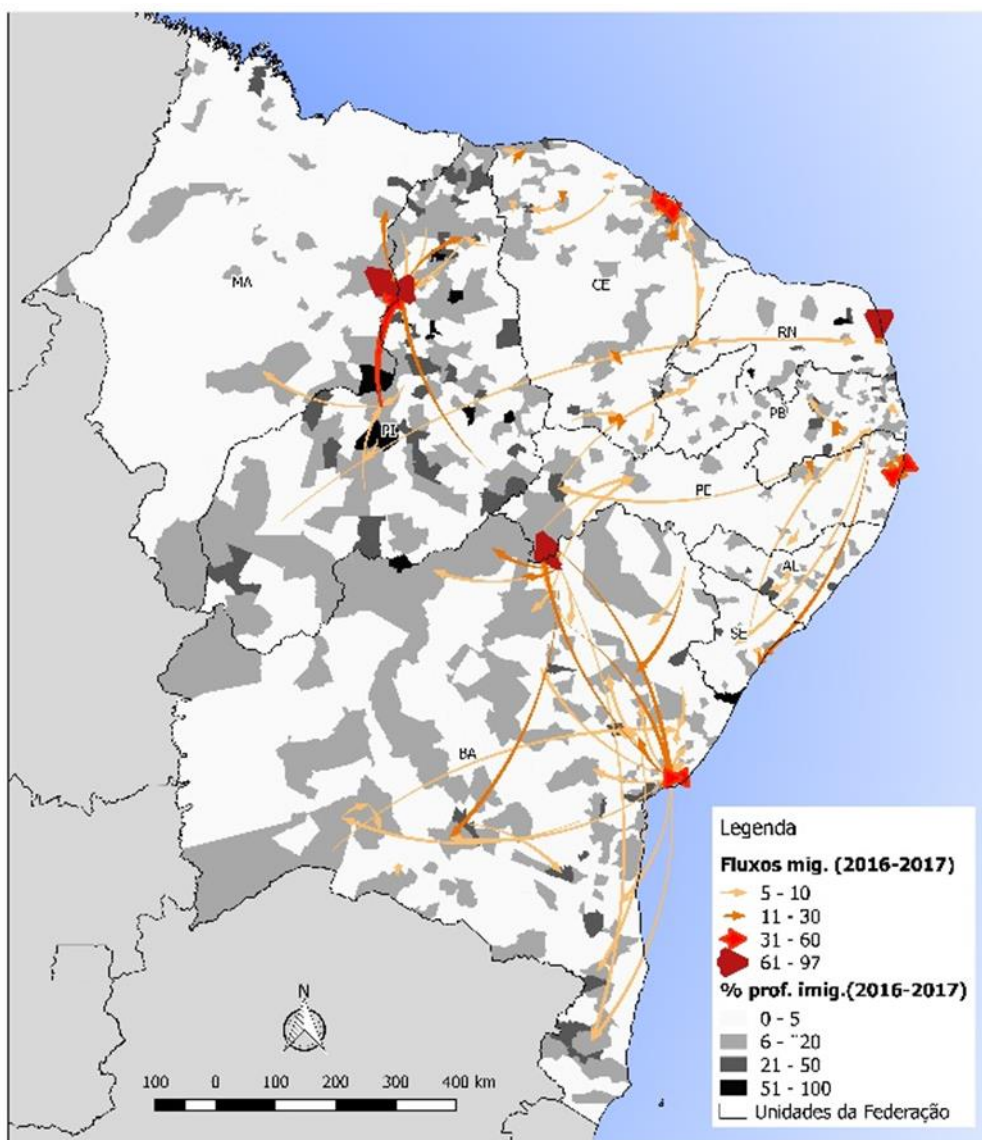 MA
CE
RN
PB
PI
PE
AL
SE
BA
N
100 0 100 200 300 400 km
Legenda
Fluxos mig. (2016-2017)
5 - 10
11 - 30
31 - 60
61 - 97
% prof. imig.(2016-2017)
0 - 5
6 - 20
21 - 50
51 - 100
Unidades da Federação